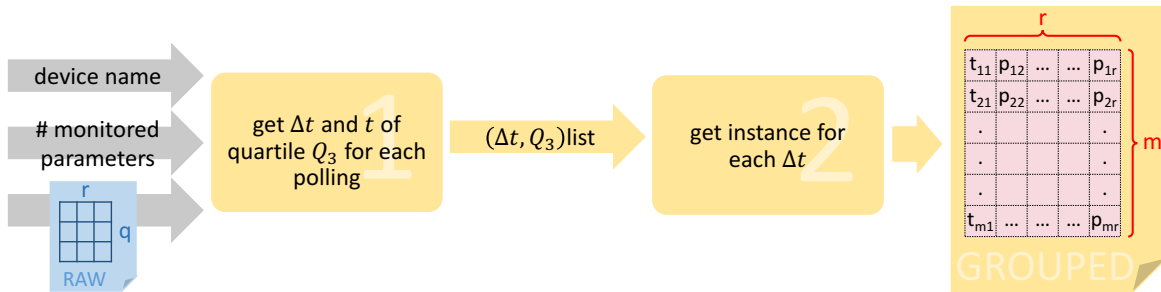 device name
# monitored
parameters
r
q
RAW
1
get Δt and t of
quartile Q₃ for each
polling
(Δt, Q₃)list
2
get instance for
each Δt
r
t₁₁ p₁₂ ... ... p₁ᵣ
t₂₁ p₂₂ ... ... p₂ᵣ
. .
. .
. .
tₘ₁ ... ... ... pₘᵣ
m
GROUPED